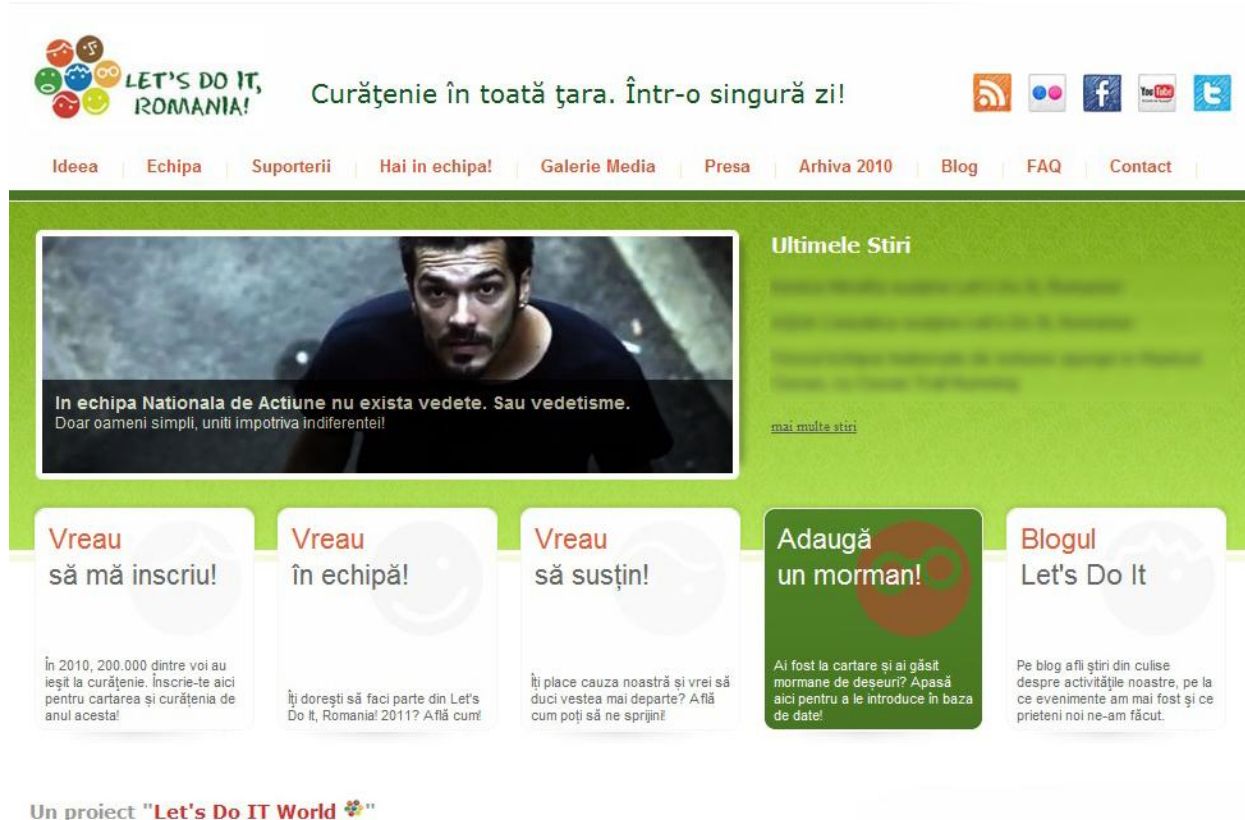 LET'S DO IT,
ROMANIA!
Curăţenie în toată ţara. Într-o singură zi!
You Tube
Ideea
Echipa
Suporterii
Hai in echipa!
Galerie Media
Presa
Arhiva 2010
Blog
FAQ
Contact
In echipa Nationala de Actiune nu exista vedete. Sau vedetisme.
Doar oameni simpli, uniti impotriva indiferentei!
Ultimele Stiri
mai multe stiri
Vreau
să mă inscriu!
În 2010, 200.000 dintre voi au
ieşit la curăţenie. Înscrie-te aici
pentru cartarea și curăţenia de
anul acesta!
Vreau
în echipă!
Îţi doreşti să faci parte din Let's
Do It, Romania! 2011? Află cum!
Vreau
să susțin!
Îți place cauza noastră și vrei să
duci vestea mai departe? Află
cum poți să ne sprijini!
Adaugă
un morman!
Ai fost la cartare și ai găsit
mormane de deșeuri? Apasă
aici pentru a le introduce în baza
de date!
Blogul
Let's Do It
Pe blog afli ştiri din culise
despre activităţile noastre, pe la
ce evenimente am mai fost şi ce
prieteni noi ne-am făcut.
Un proiect "Let's Do IT World"